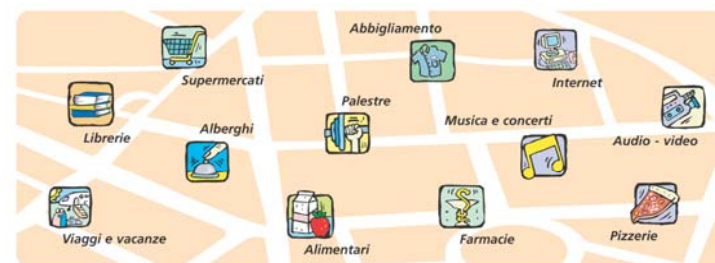 Abbigliamento
Supermercati
Internet
Palestre
Librerie
Alberghi
Musica e concerti
Audio - video
Viaggi e vacanze
Alimentari
Farmacie
Pizzerie